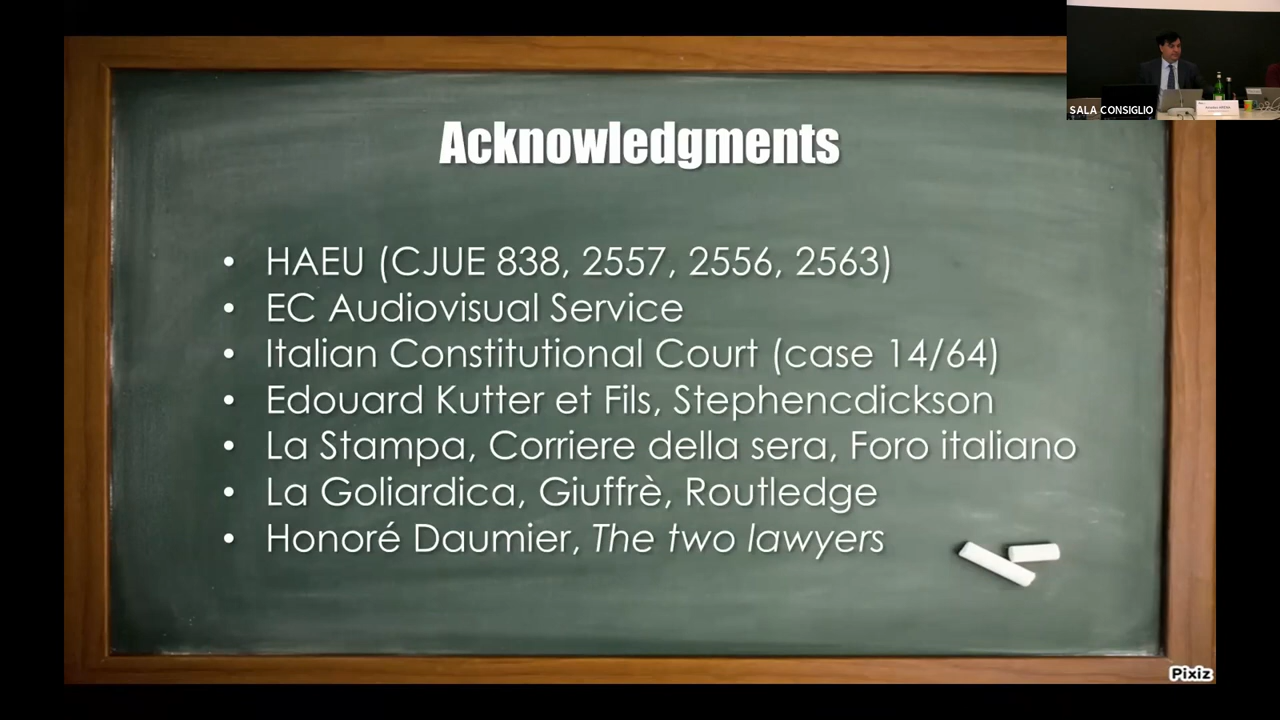 SALA CONSIGLIO
Acknowledgments
• HAEU (CJUE 838, 2557, 2556, 2563)
• EC Audiovisual Service
• Italian Constitutional Court (case 14/64)
• Edouard Kutter et Fils, Stephencdickson
• La Stampa, Corriere della sera, Foro italiano
• La Goliardica, Giuffrè, Routledge
• Honoré Daumier, The two lawyers
Pixiz